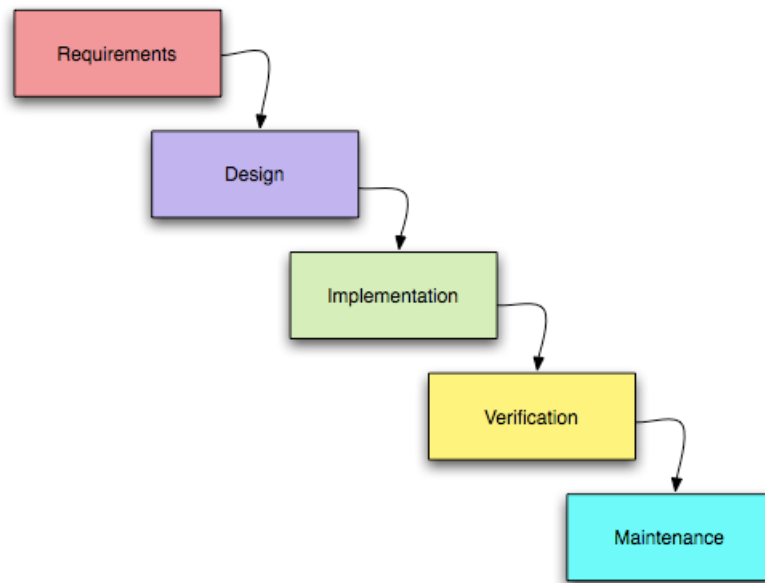 Requirements
Design
Implementation
Verification
Maintenance